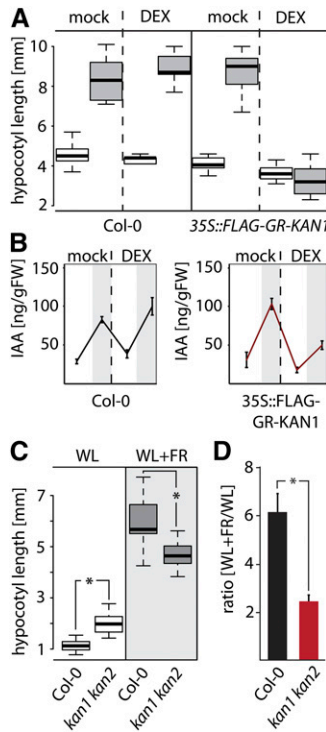 A
mock DEX mock DEX
hypocotyl length [mm]
10
8
6
4
2
Col-0 35S::FLAG-GR-KAN1
B
mock DEX mock DEX
IAA [ng/gFW]
150
100
50
Col-0
IAA [ng/gFW]
150
100
50
35S::FLAG-
GR-KAN1
C
WL WL+FR
hypocotyl length [mm]
7
5
3
1
*
*
Col-0
kan1 kan2
Col-0
kan1 kan2
D
ratio [WL+FR/WL]
8
6
4
2
*
Col-0
kan1 kan2